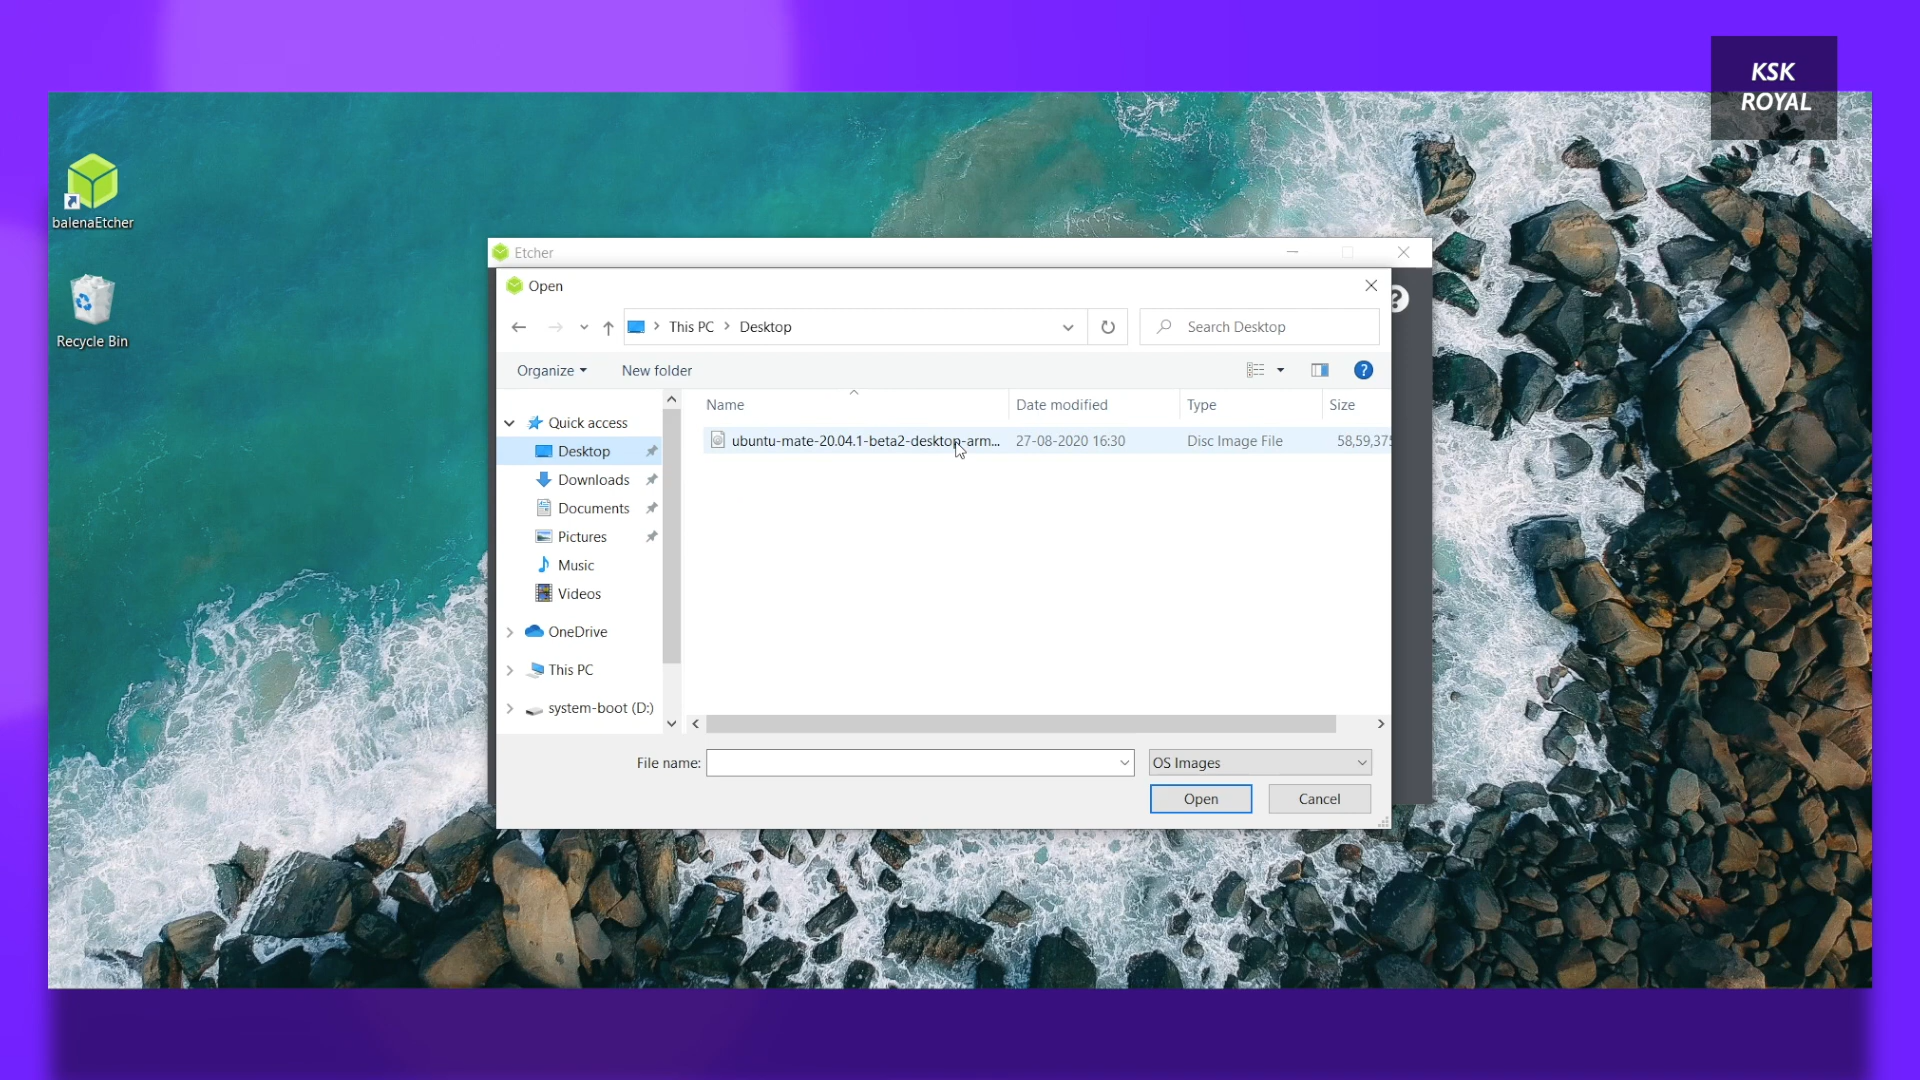 KSK
ROYAL
balenaEtcher
Recycle Bin
Etcher
Open
This PC
Desktop
Search Desktop
Organize
New folder
Name
Date modified
Type
Size
ubuntu-mate-20.04.1-beta2-desktop-arm...
27-08-2020 16:30
Disc Image File
58,59,375
Quick access
Desktop
Downloads
Documents
Pictures
Music
Videos
OneDrive
This PC
system-boot (D:)
File name:
OS Images
Open
Cancel